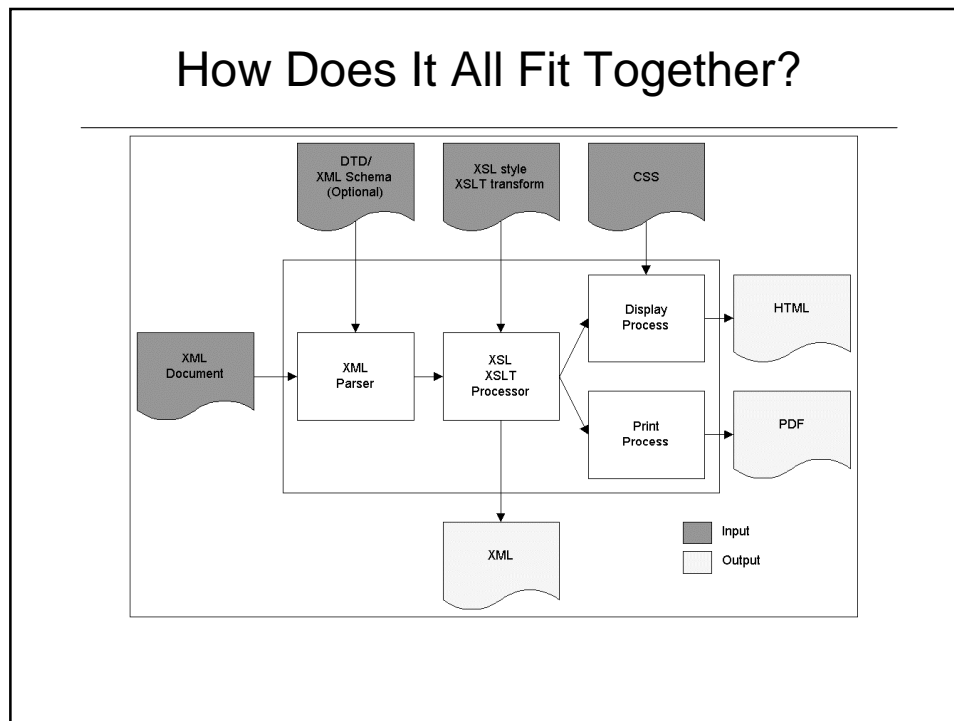 How Does It All Fit Together?
DTD/
XML Schema
(Optional)
XSL style
XSLT transform
CSS
XML
Document
XML
Parser
XSL
XSLT
Processor
Display
Process
HTML
Print
Process
PDF
XML
Input
Output